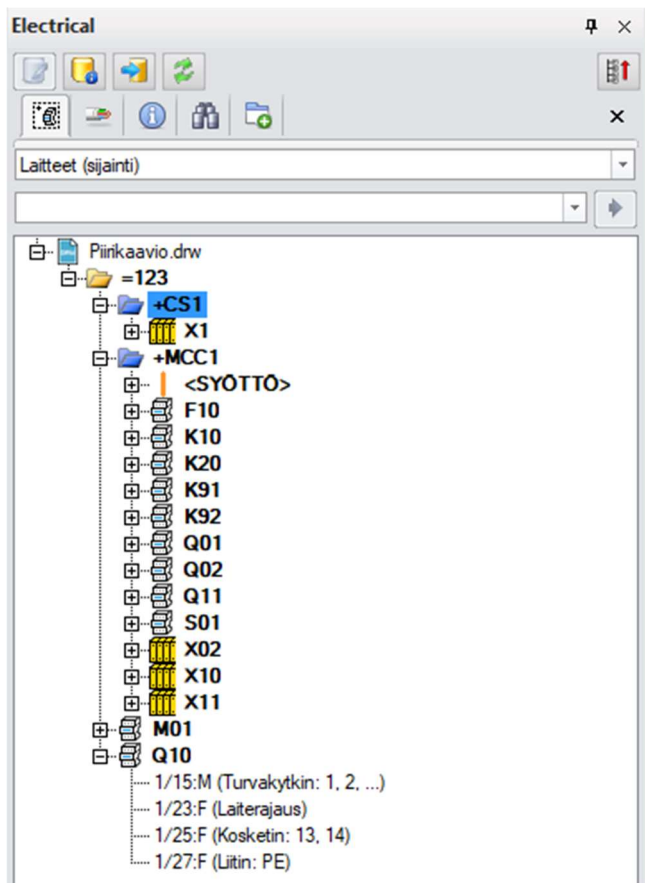 Electrical
Laitteet (sijainti)
Piirikaavio.drw
=123
+CS1
X1
+MCC1
<SYÖTTÖ>
F10
K10
K20
K91
K92
Q01
Q02
Q11
S01
X02
X10
X11
M01
Q10
1/15:M (Turvakytkin: 1, 2, ...)
1/23:F (Laiterajaus)
1/25:F (Kosketin: 13, 14)
1/27:F (Liitin: PE)